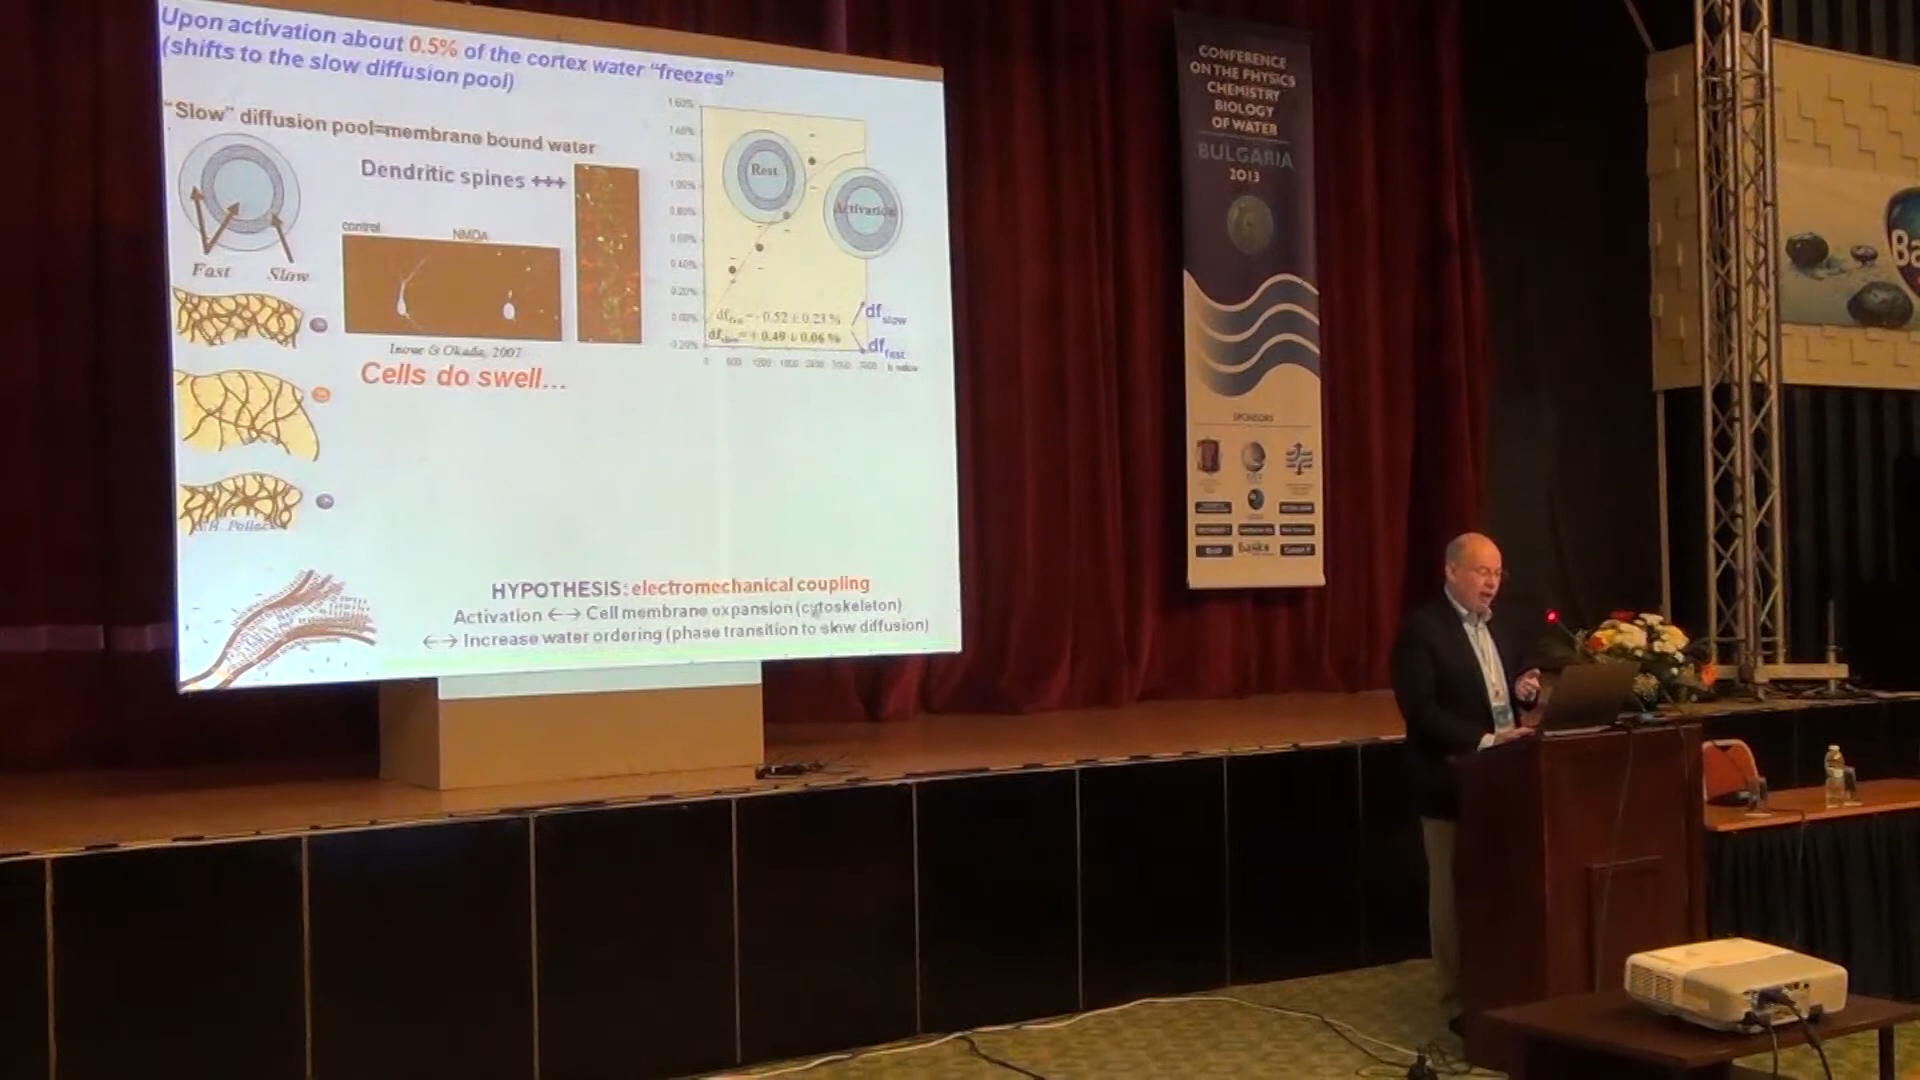 Upon activation about 0.5% of the cortex water "freezes"
(shifts to the slow diffusion pool)
"Slow" diffusion pool=membrane bound water
Dendritic spines +++
control
NMDA
Fast
Slow
Inoue & Okada, 2007
Cells do swell...
1.60%
1.40%
1.20%
1.00%
0.80%
0.60%
0.40%
0.20%
0.00%
-0.20%
Rest
Activation
= - 0.52 ± 0.23 %
= + 0.49 ± 0.06 %
df slow
df fast
HYPOTHESIS: electromechanical coupling
Activation ←→ Cell membrane expansion (cytoskeleton)
←→ Increase water ordering (phase transition to slow diffusion)
CONFERENCE
ON THE PHYSICS
CHEMISTRY
BIOLOGY
OF WATER
BULGARIA
2013
SPONSORS
Ba